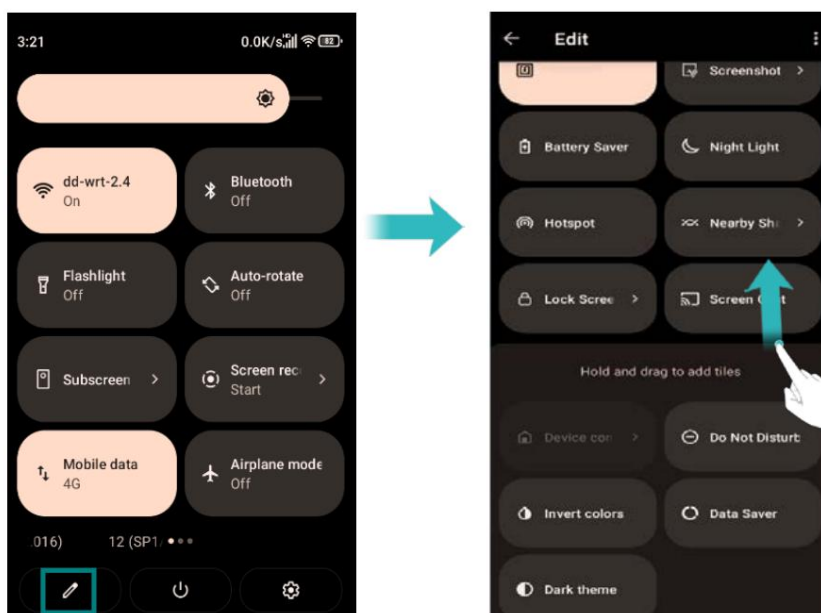 3:21 0.0K/s 82
dd-wrt-2.4
On
Bluetooth
Off
Flashlight
Off
Auto-rotate
Off
Subscreen
Screen rec
Start
Mobile data
4G
Airplane mode
Off
.016) 12 (SP1/
Edit
Screenshot
Battery Saver
Night Light
Hotspot
Nearby Sh
Lock Scree
Screen
Hold and drag to add tiles
Device con
Do Not Disturb
Invert colors
Data Saver
Dark theme